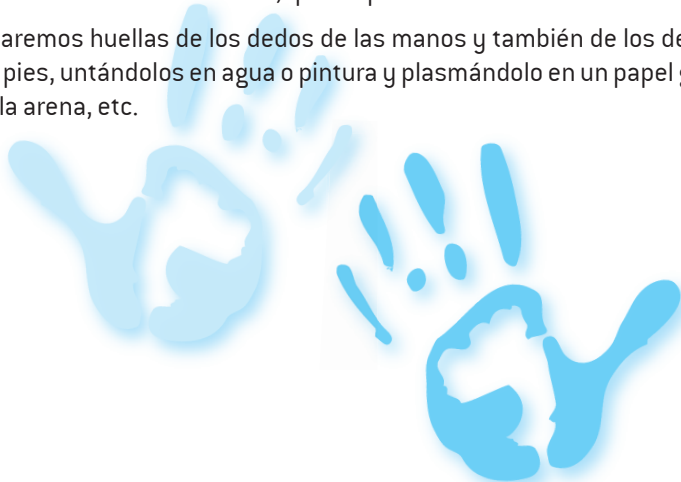 aremos huellas de los dedos de las manos y también de los de
pies, untándolos en agua o pintura y plasmándolo en un papel
la arena, etc.